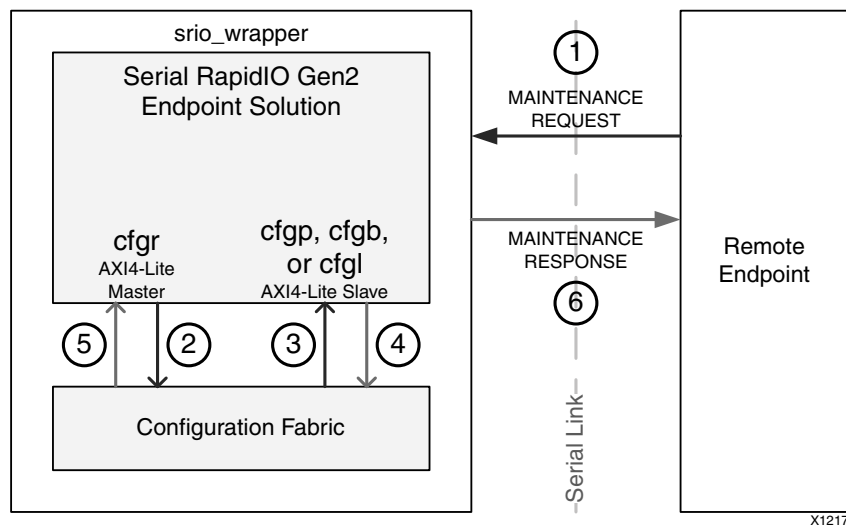 srio_wrapper
Serial RapidIO Gen2
Endpoint Solution
cfgr
AXI4-Lite
Master
cfgp, cfgb,
or cfgl
AXI4-Lite Slave
5
2
3
4
Configuration Fabric
1
MAINTENANCE
REQUEST
MAINTENANCE
RESPONSE
6
Serial Link
Remote
Endpoint
X1217